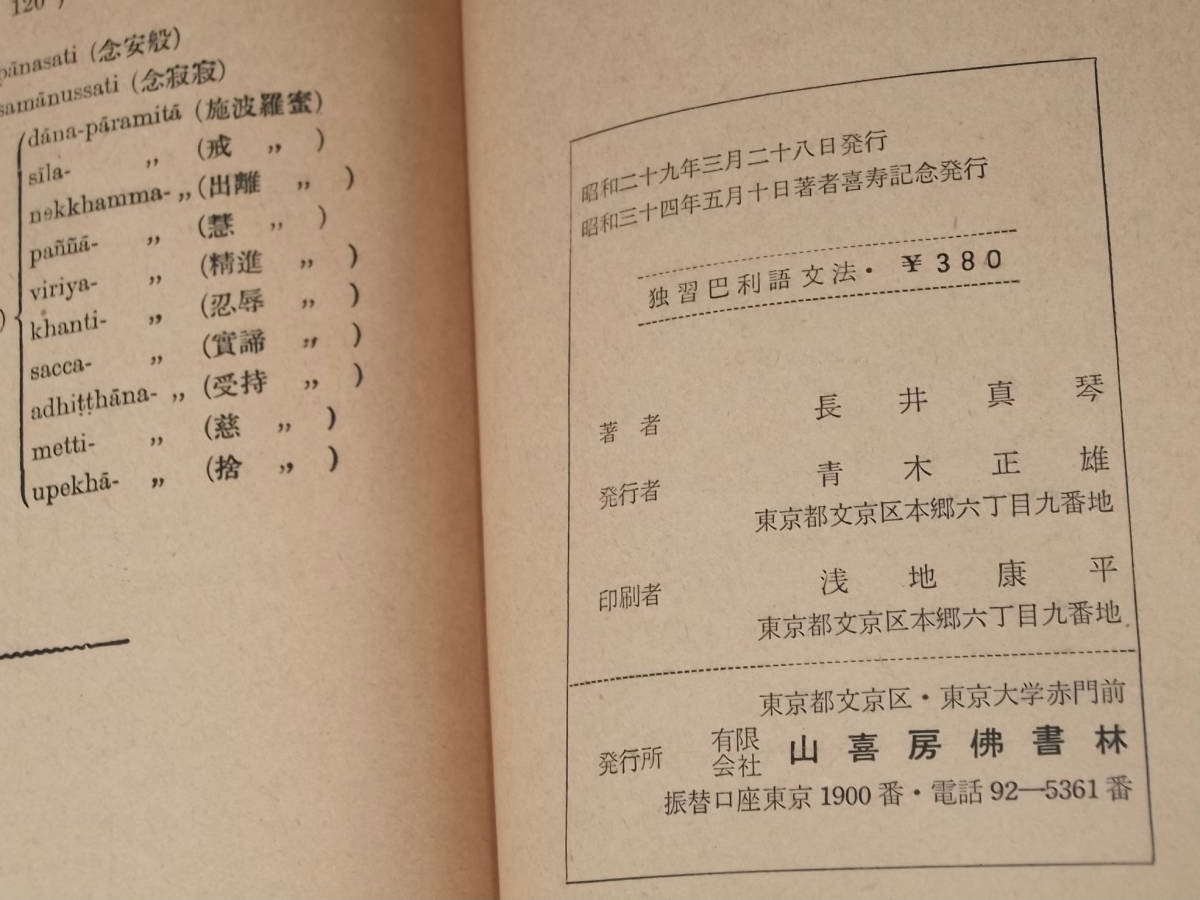 120
pānasati (念安般)
samānussati (念寂寂)
dāna-pāramitā (施波羅蜜)
sīla- 〃 (戒 〃 )
nekkhamma- 〃 (出離 〃 )
paññā- 〃 (慧 〃 )
viriya- 〃 (精進 〃 )
khanti- 〃 (忍辱 〃 )
sacca- 〃 (實諦 〃 )
adhiṭṭhāna- 〃 (受持 〃 )
metti- 〃 (慈 〃 )
upekhā- 〃 (捨 〃 )
昭和二十九年三月二十八日発行
昭和三十四年五月十日著者喜寿記念発行
独習巴利語文法・ ¥380
著者 長井真琴
発行者 青木正雄
東京都文京区本郷六丁目九番地
印刷者 浅地康平
東京都文京区本郷六丁目九番地
東京都文京区・東京大学赤門前
発行所 有限会社 山喜房佛書林
振替口座東京1900番・電話92―5361番